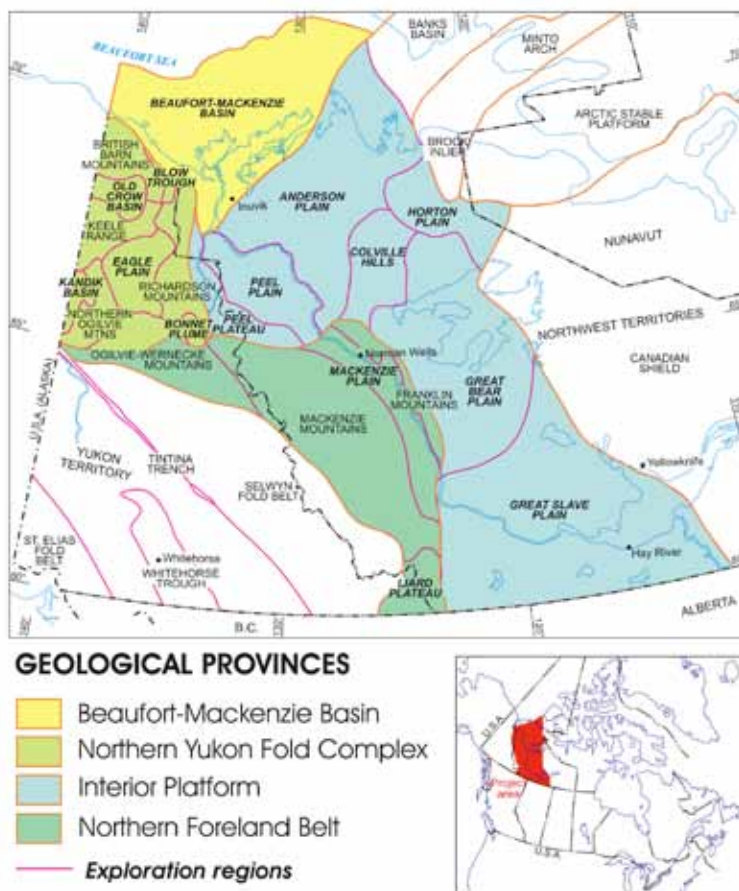 BANKS
BASIN
MINTO
ARCH
BEAUFORT SEA
BEAUFORT-MACKENZIE
BASIN
ARCTIC STABLE
PLATFORM
BRITISH
BARN
MOUNTAINS
BLOW
TROUGH
BROCK
INLIER
OLD
CROW
BASIN
Inuvik
ANDERSON
PLAIN
HORTON
PLAIN
KEELE
RANGE
NUNAVUT
EAGLE
PLAIN
COLVILLE
HILLS
KANDIK
BASIN
RICHARDSON
MOUNTAINS
PEEL
PLAIN
NORTHERN
OGILVIE
MTNS
BONNET
PLUME
PEEL
PLATEAU
NORTHWEST TERRITORIES
OGILVIE-WERNECKE
MOUNTAINS
Norman Wells
MACKENZIE
PLAIN
CANADIAN
SHIELD
FRANKLIN
MOUNTAINS
GREAT
BEAR
PLAIN
U.S.A. (ALASKA)
MACKENZIE
MOUNTAINS
YUKON
TERRITORY
TINTINA
TRENCH
SELWYN
FOLD BELT
Yellowknife
GREAT SLAVE
PLAIN
ST. ELIAS
FOLD
BELT
Whitehorse
WHITEHORSE
TROUGH
Hay River
LIARD
PLATEAU
B.C.
ALBERTA
GEOLOGICAL PROVINCES
Beaufort-Mackenzie Basin
Northern Yukon Fold Complex
Interior Platform
Northern Foreland Belt
Exploration regions
U.S.A.
Project
area
U.S.A.